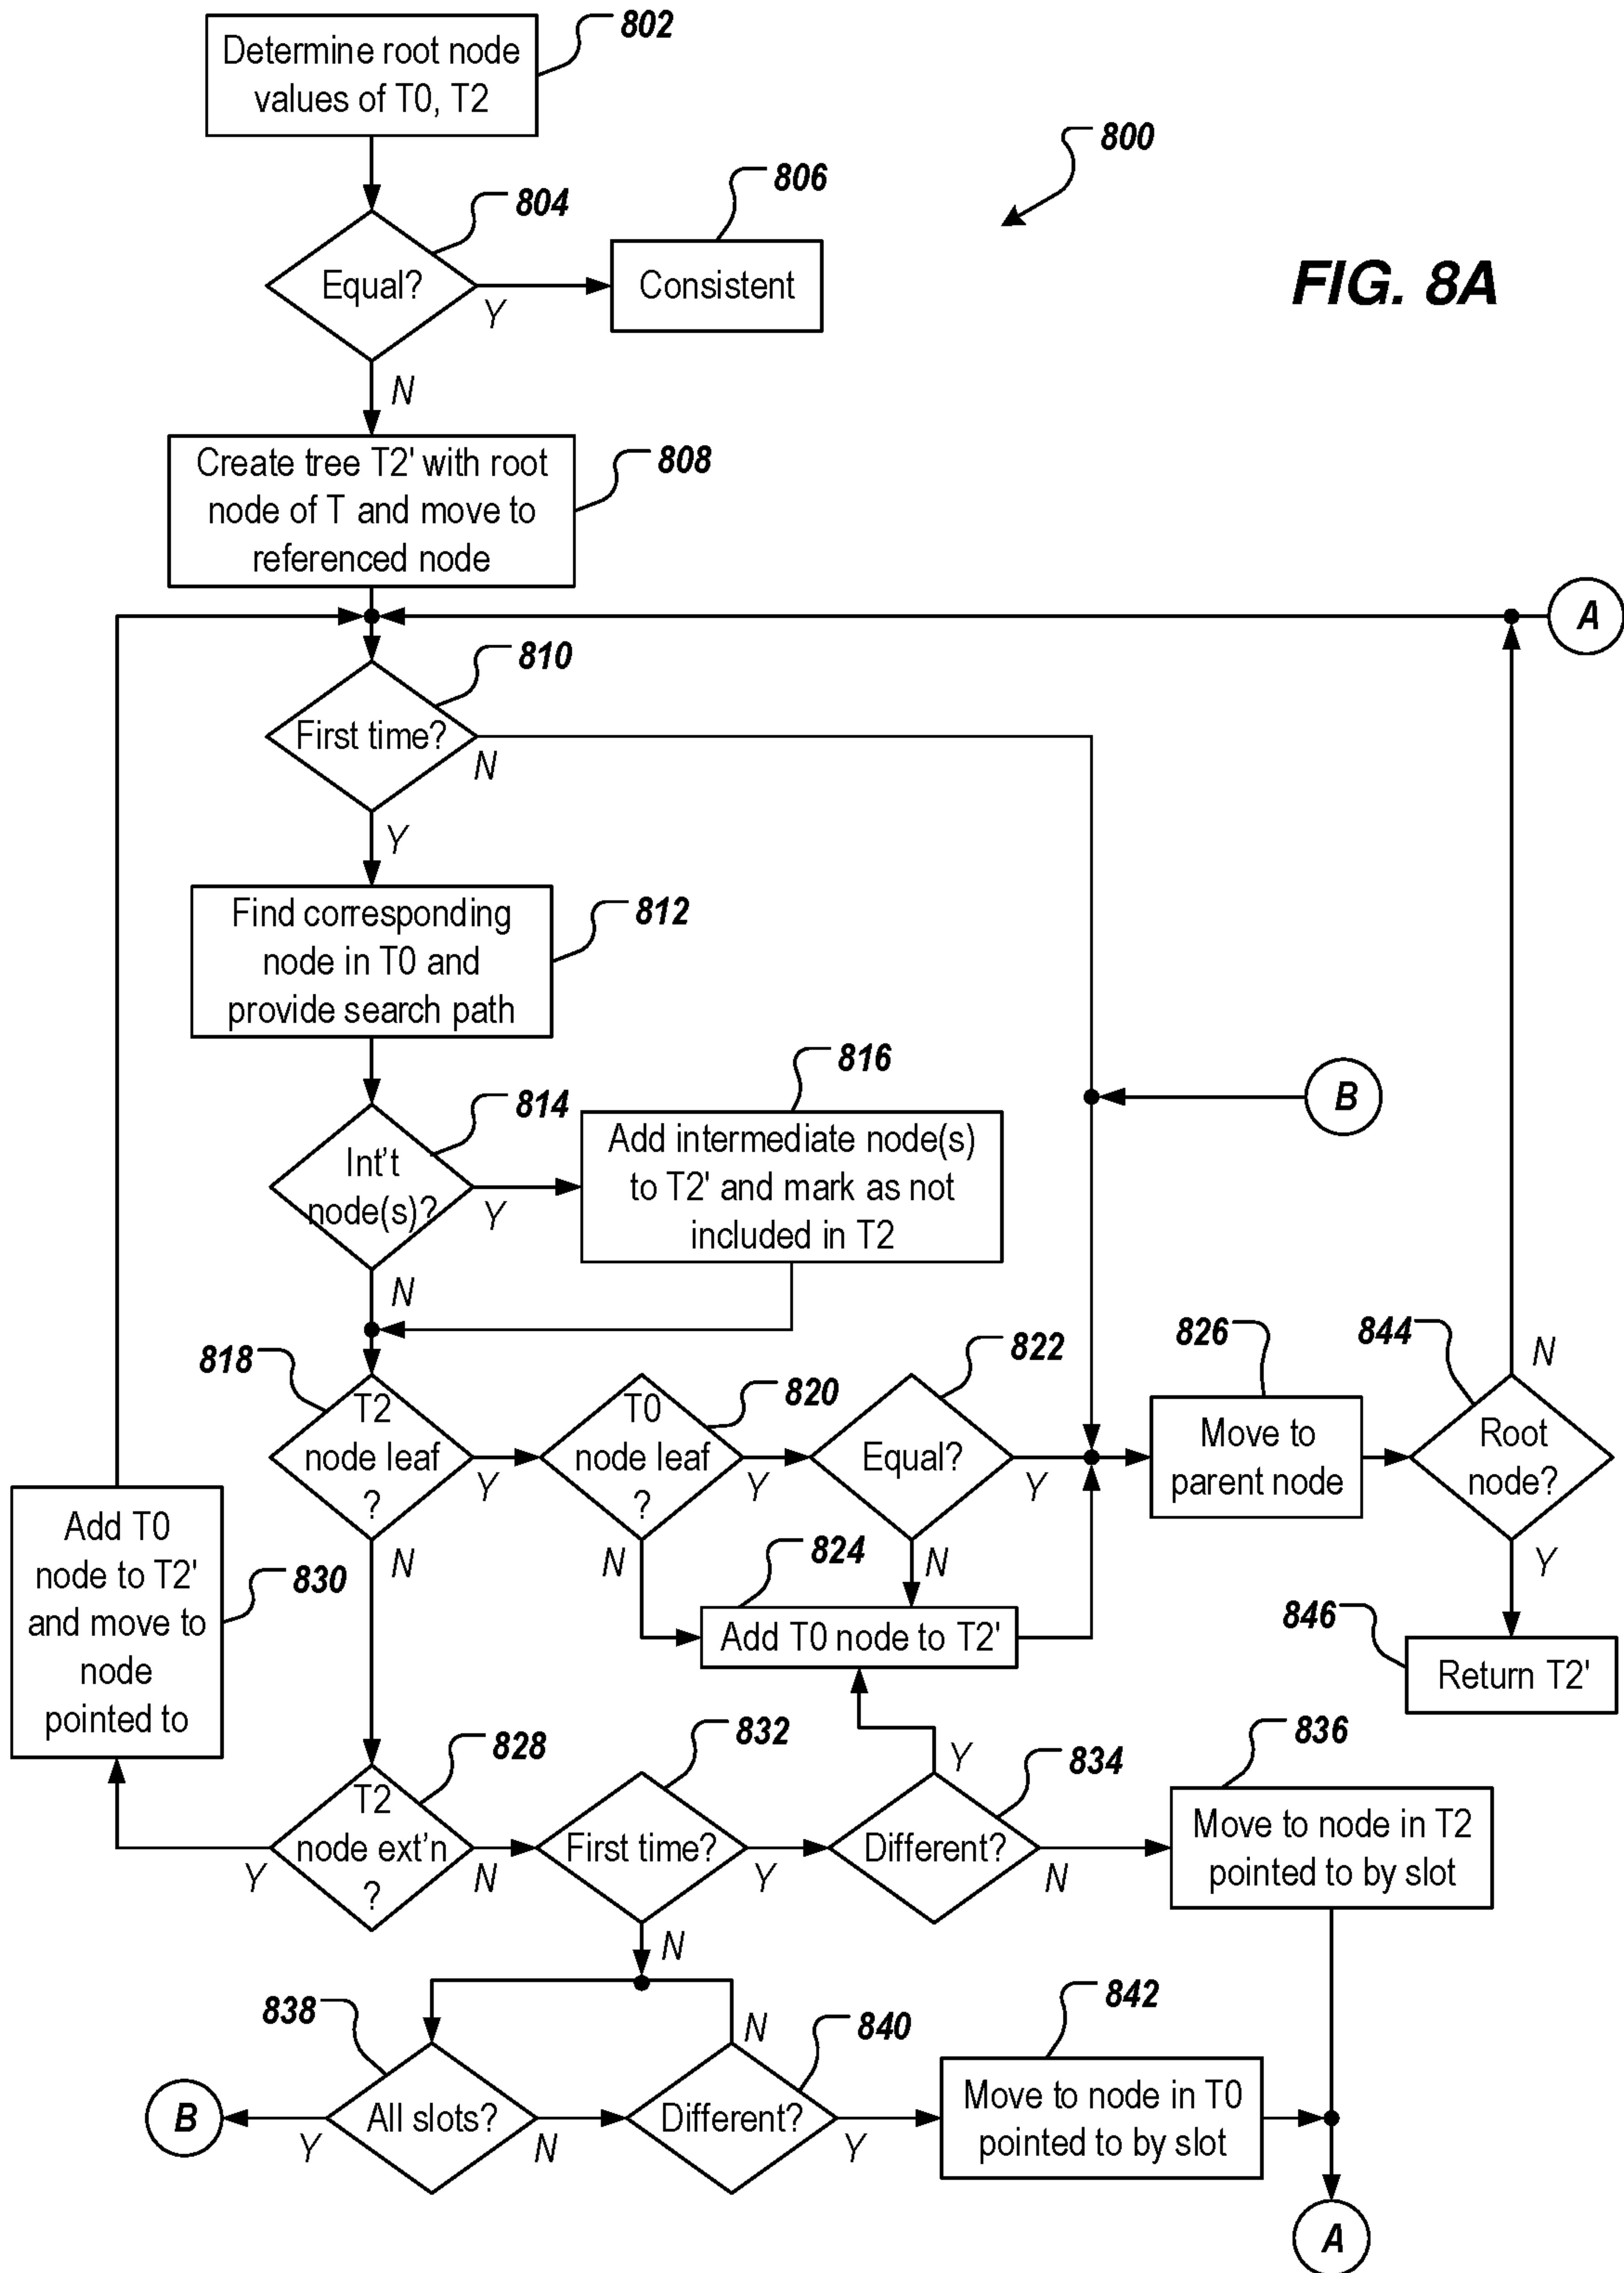 802
Determine root node
values of T0, T2
800
806
804
Equal?
Y
Consistent
FIG. 8A
N
808
Create tree T2' with root
node of T and move to
referenced node
A
810
First time?
N
Y
812
Find corresponding
node in T0 and
provide search path
816
B
814
Add intermediate node(s)
to T2' and mark as not
included in T2
Int't
node(s)?
Y
N
818
T2
node leaf
?
Y
N
820
T0
node leaf
?
Y
N
822
Equal?
Y
N
826
Move to
parent node
844
N
Root
node?
Y
824
Add T0 node to T2'
846
Return T2'
Add T0
node to T2'
and move to
node
pointed to
830
828
T2
node ext'n
?
Y
N
832
First time?
Y
N
834
Y
Different?
N
836
Move to node in T2
pointed to by slot
838
B
Y
All slots?
N
840
N
Different?
Y
842
Move to node in T0
pointed to by slot
A